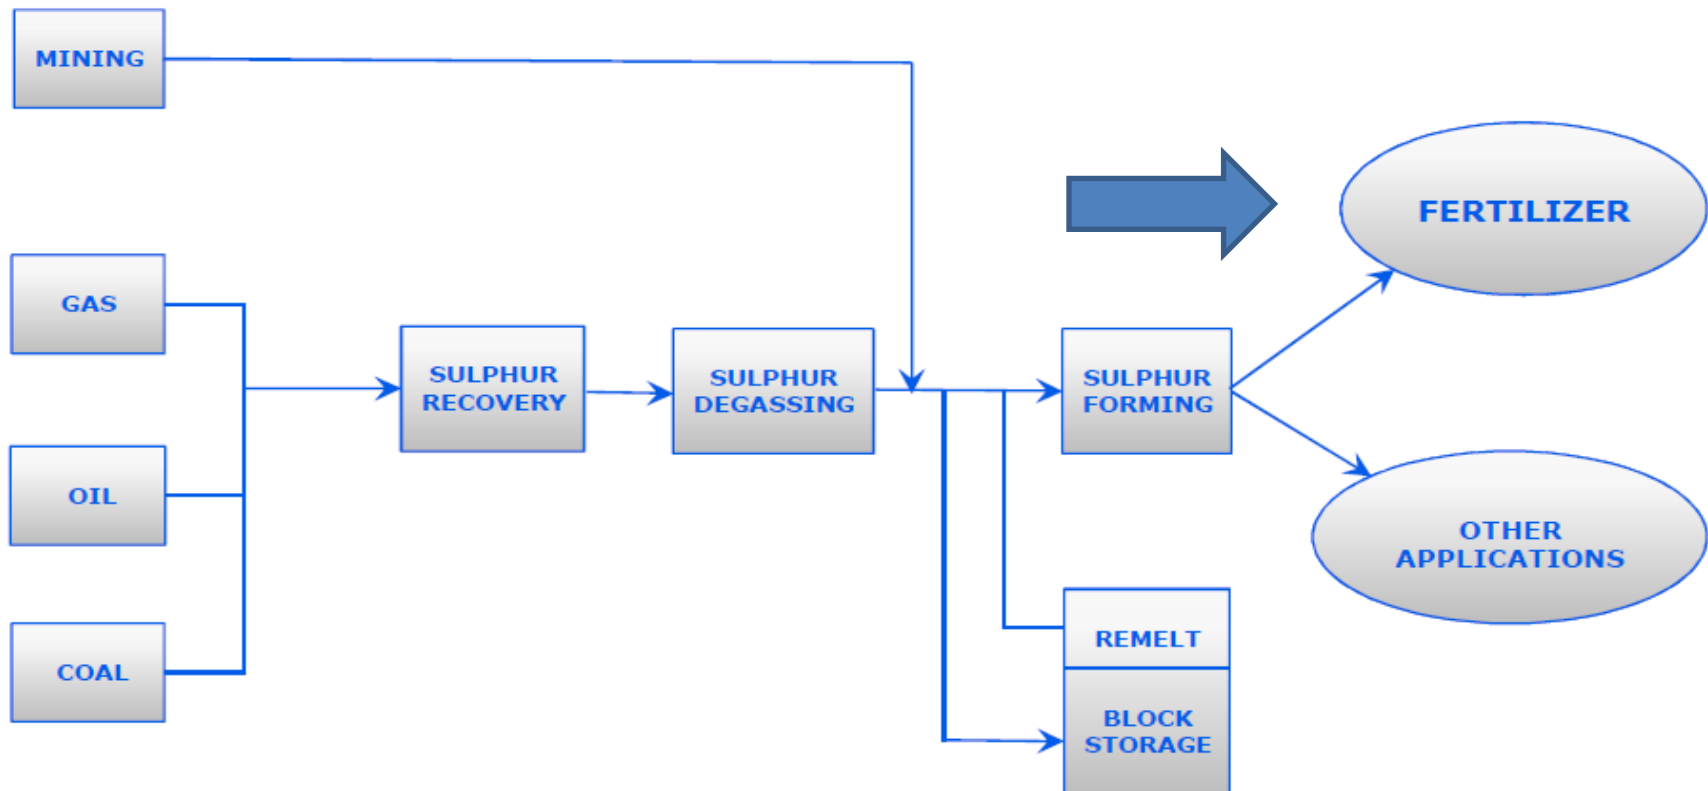 MINING
GAS
OIL
COAL
SULPHUR
RECOVERY
SULPHUR
DEGASSING
SULPHUR
FORMING
REMELT
BLOCK
STORAGE
FERTILIZER
OTHER
APPLICATIONS